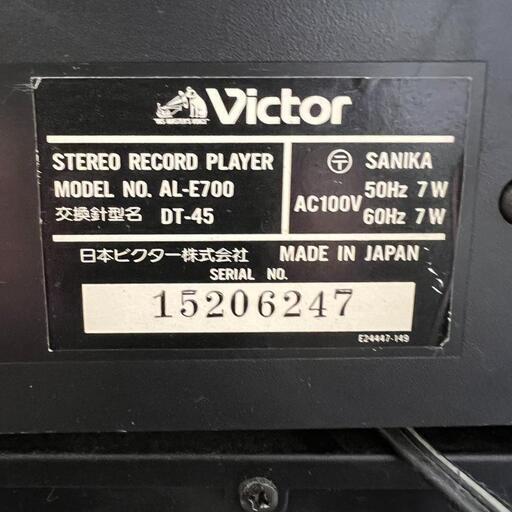 Victor
STEREO RECORD PLAYER
MODEL NO. AL-E700
交換針型名 DT-45
〒 SANIKA
AC100V 50Hz 7W
60Hz 7W
日本ビクター株式会社 MADE IN JAPAN
SERIAL NO.
15206247
E24447-149